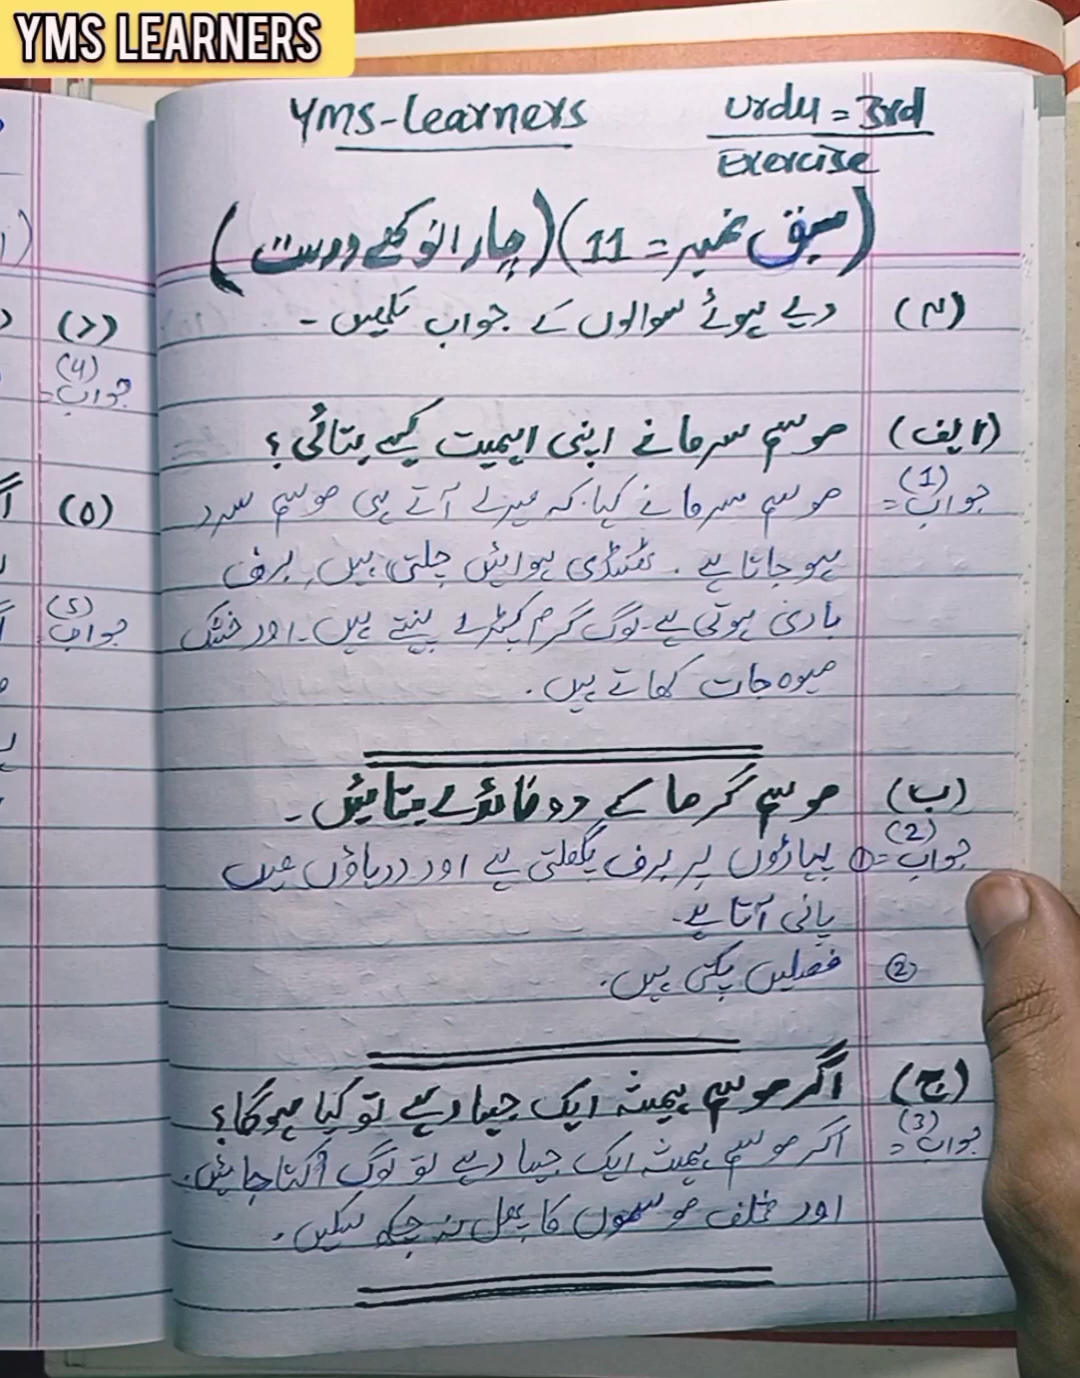 YMS LEARNERS
Yms-Learners
Urdu = 3rd
Exercise
(سبق نمبر = 11) (چار انوکھے دوست)
(۲) دیے ہوئے سوالوں کے جواب لکھیں ۔
(الف) موسم سرما نے اپنی اہمیت کیسے بتائی؟
جواب (1) = موسم سرما نے کہا کہ میرے آتے ہی موسم سرد
ہو جاتا ہے ۔ ٹھنڈی ہوائیں چلتی ہیں، برف
باری ہوتی ہے ۔ لوگ گرم کپڑے پہنتے ہیں ۔ اور خشک
میوہ جات کھاتے ہیں ۔
(ب) موسم گرما کے دو فائدے بتائیں ۔
جواب (2) = ① پہاڑوں پر برف پگھلتی ہے اور دریاؤں میں
پانی آتا ہے ۔
② فصلیں پکتی ہیں ۔
(ج) اگر موسم ہمیشہ ایک جیسا رہے تو کیا ہوگا؟
جواب (3) = اگر موسم ہمیشہ ایک جیسا رہے تو لوگ اکتا جائیں ۔
اور مختلف موسموں کا پھل نہ چکھ سکیں ۔
(د)
جواب (4) =
(ہ)
جواب (5)